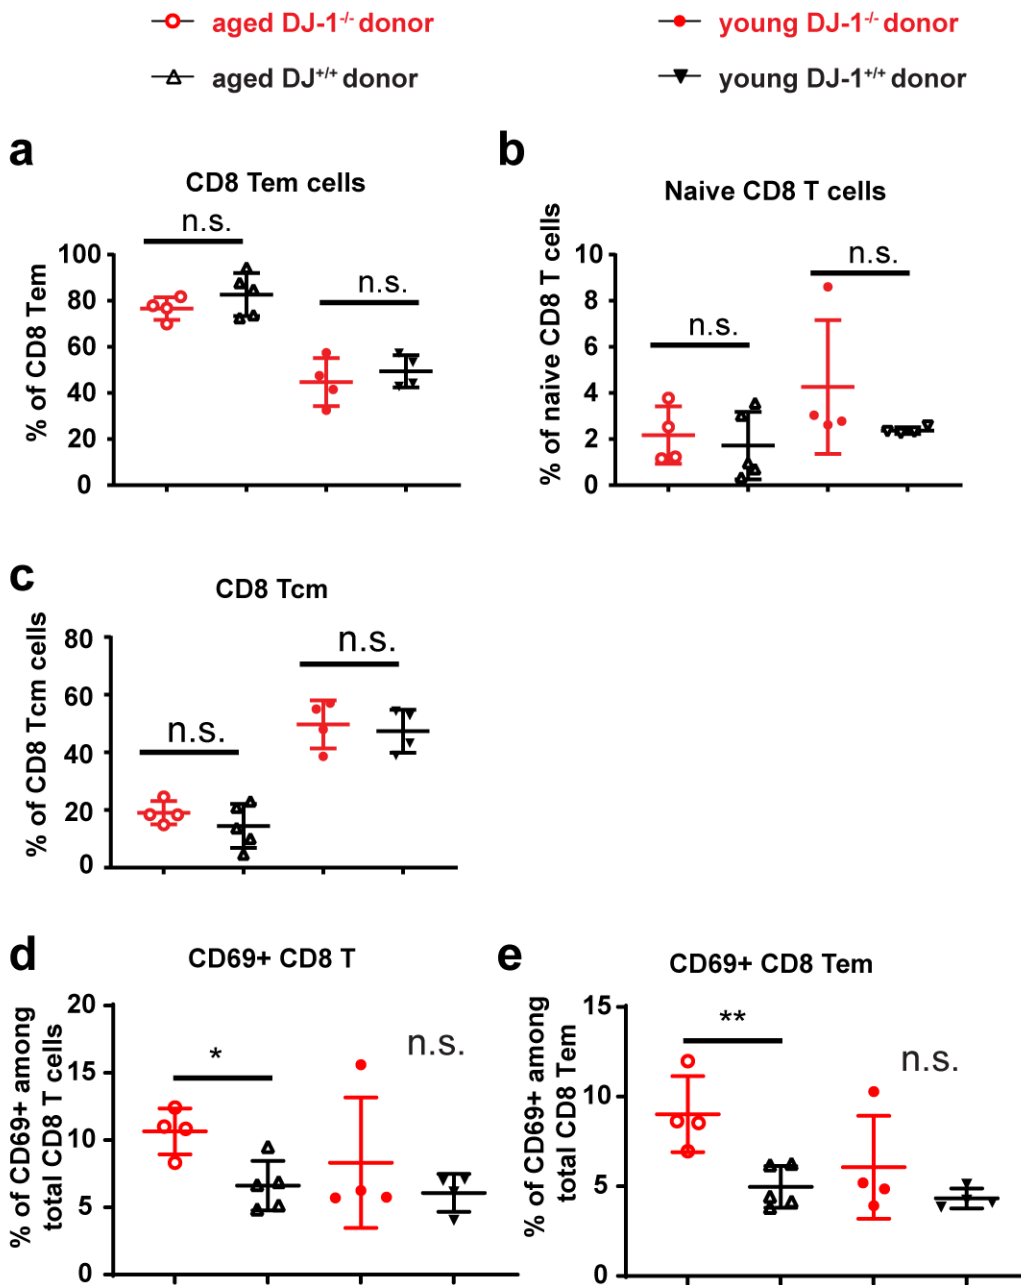 aged DJ-1-/- donor
young DJ-1-/- donor
aged DJ+/+ donor
young DJ-1+/+ donor
a
CD8 Tem cells
n.s.
n.s.
% of CD8 Tem
100
80
60
40
20
0
b
Naive CD8 T cells
n.s.
n.s.
% of naive CD8 T cells
10
8
6
4
2
0
c
CD8 Tcm
n.s.
n.s.
% of CD8 Tcm cells
80
60
40
20
0
d
CD69+ CD8 T
*
n.s.
% of CD69+ among
total CD8 T cells
20
15
10
5
0
e
CD69+ CD8 Tem
**
n.s.
% of CD69+ among
total CD8 Tem
15
10
5
0